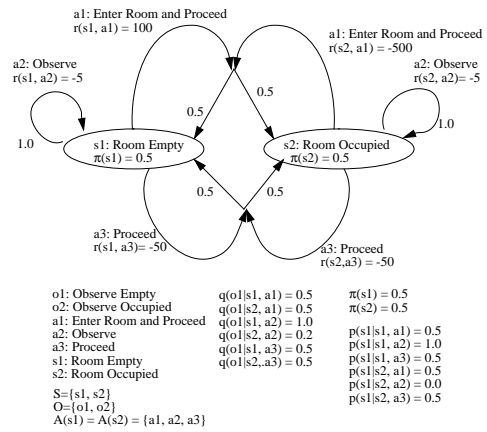 a1: Enter Room and Proceed
r(s1, a1) = 100
a1: Enter Room and Proceed
r(s2, a1) = -500
a2: Observe
r(s1, a2) = -5
a2: Observe
r(s2, a2)= -5
0.5
0.5
1.0
1.0
s1: Room Empty
π(s1) = 0.5
s2: Room Occupied
π(s2) = 0.5
0.5
0.5
a3: Proceed
r(s1, a3)= -50
a3: Proceed
r(s2,a3) = -50
o1: Observe Empty
o2: Observe Occupied
a1: Enter Room and Proceed
a2: Observe
a3: Proceed
s1: Room Empty
s2: Room Occupied
S={s1, s2}
O={o1, o2}
A(s1) = A(s2) = {a1, a2, a3}
q(o1|s1, a1) = 0.5
q(o1|s2, a1) = 0.5
q(o1|s1, a2) = 1.0
q(o1|s2, a2) = 0.2
q(o1|s1, a3) = 0.5
q(o1|s2,.a3) = 0.5
π(s1) = 0.5
π(s2) = 0.5
p(s1|s1, a1) = 0.5
p(s1|s1, a2) = 1.0
p(s1|s1, a3) = 0.5
p(s1|s2, a1) = 0.5
p(s1|s2, a2) = 0.0
p(s1|s2, a3) = 0.5